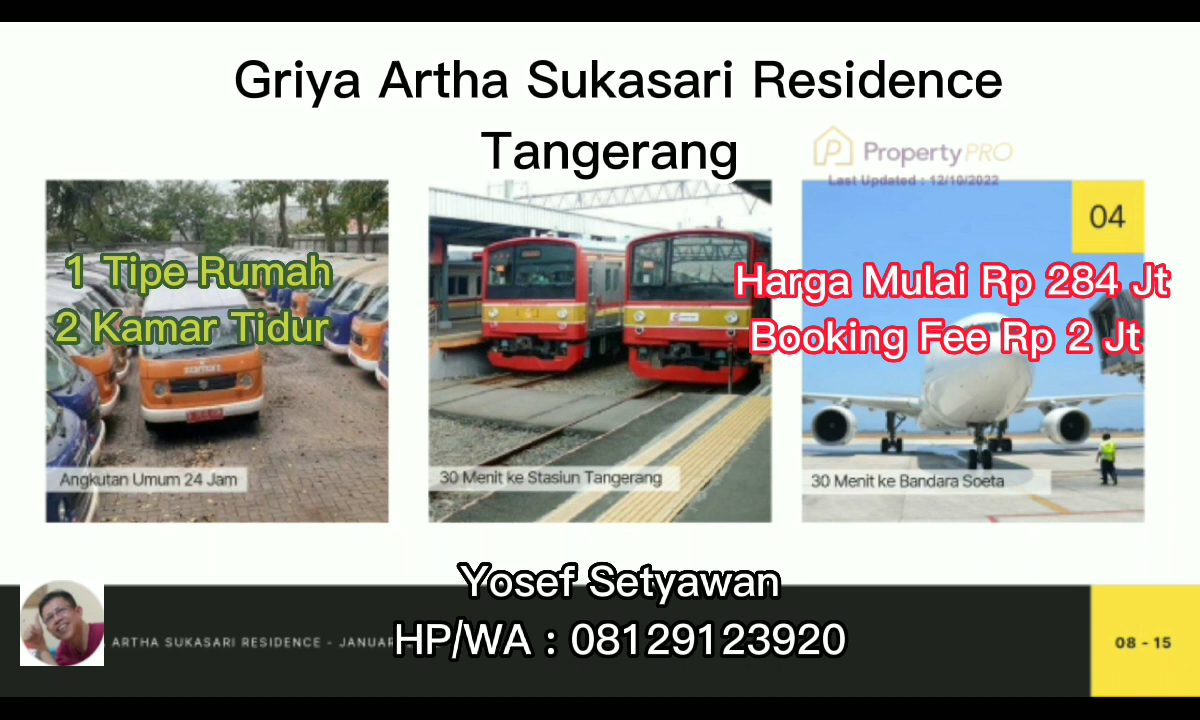 Griya Artha Sukasari Residence
Tangerang
PropertyPRO
Last Updated : 12/10/2022
04
1 Tipe Rumah
2 Kamar Tidur
Harga Mulai Rp 284 Jt
Booking Fee Rp 2 Jt
Angkutan Umum 24 Jam
30 Menit ke Stasiun Tangerang
30 Menit ke Bandara Soeta
Yosef Setyawan
ARTHA SUKASARI RESIDENCE - JANUAR
HP/WA : 08129123920
08 - 15